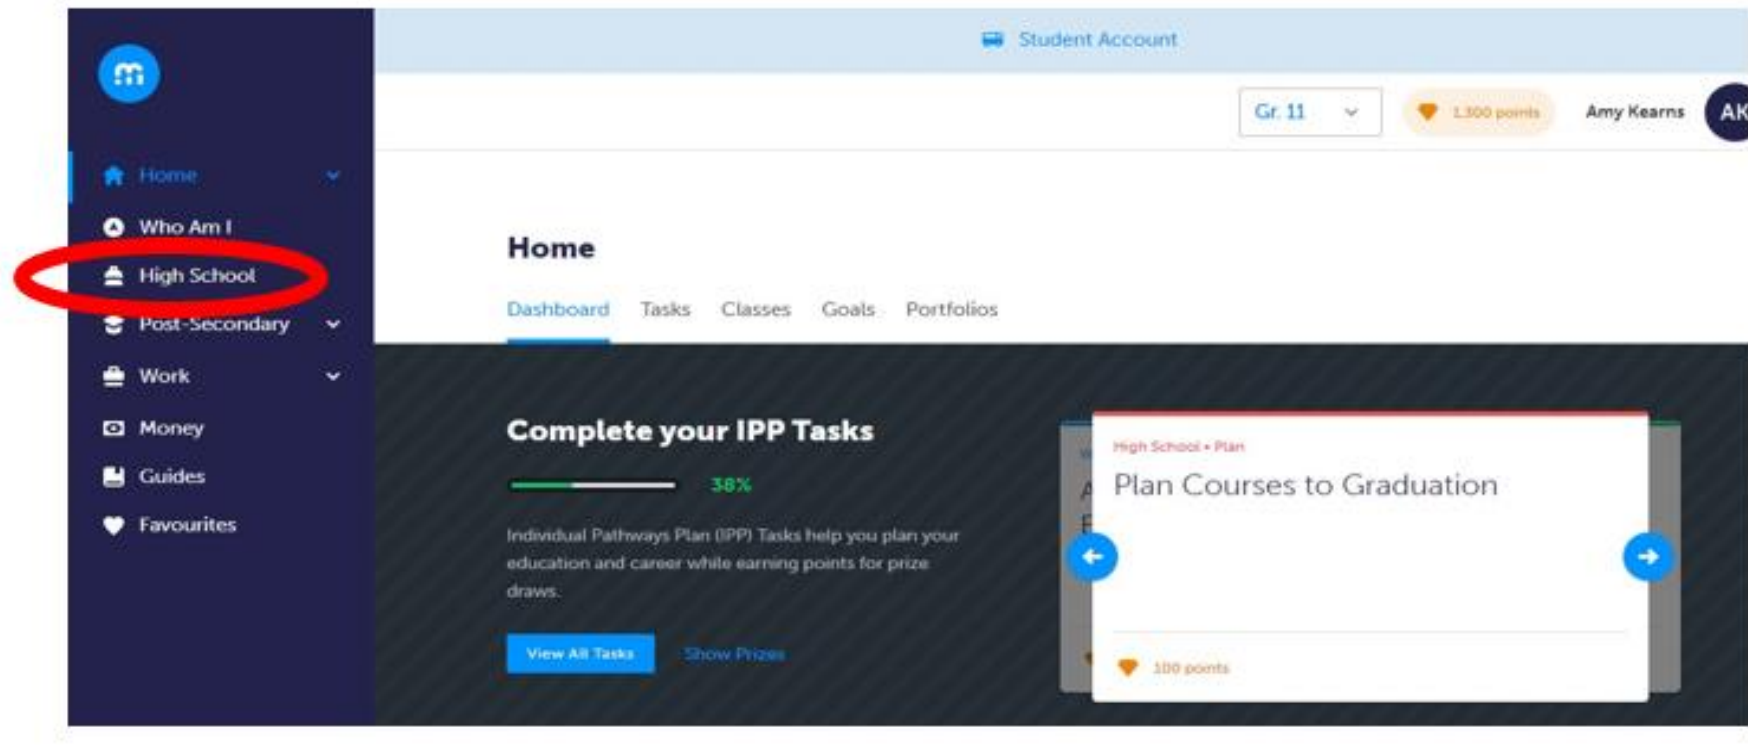 m
Student Account
Gr. 11
1,300 points
Amy Kearns
AK
Home
Who Am I
High School
Post-Secondary
Work
Money
Guides
Favourites
Home
Dashboard Tasks Classes Goals Portfolios
Complete your IPP Tasks
38%
Individual Pathways Plan (IPP) Tasks help you plan your
education and career while earning points for prize
draws.
View All Tasks Show Prizes
High School • Plan
Plan Courses to Graduation
100 points